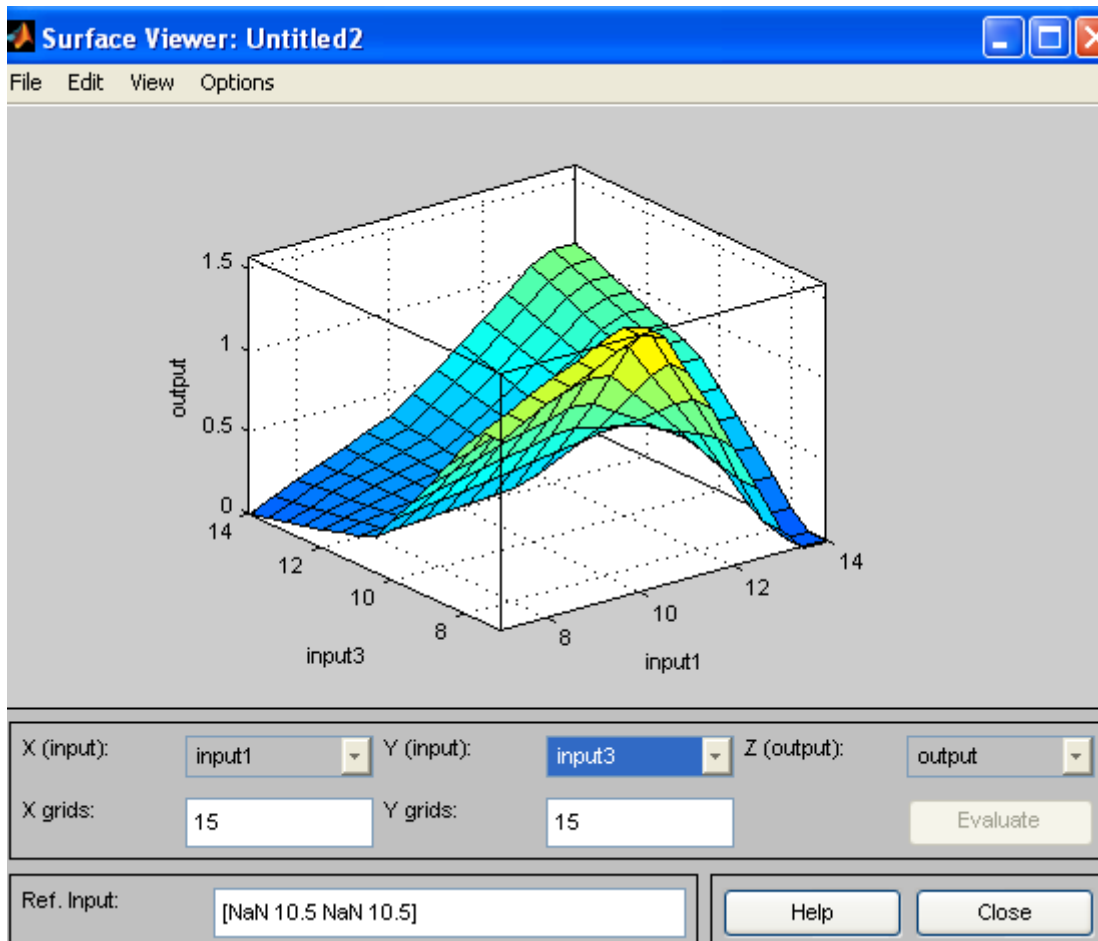 Surface Viewer: Untitled2
File Edit View Options
1.5
1
0.5
0
output
14
12
10
8
input3
8
10
12
14
input1
X (input): input1 Y (input): input3 Z (output): output
X grids: 15 Y grids: 15 Evaluate
Ref. Input: [NaN 10.5 NaN 10.5] Help Close